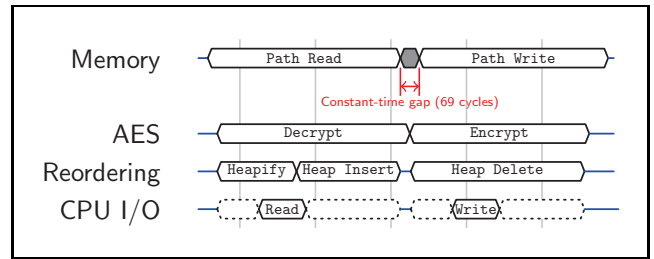 Memory Path Read Path Write
Constant-time gap (69 cycles)
AES Decrypt Encrypt
Reordering Heapify Heap Insert Heap Delete
CPU I/O Read Write